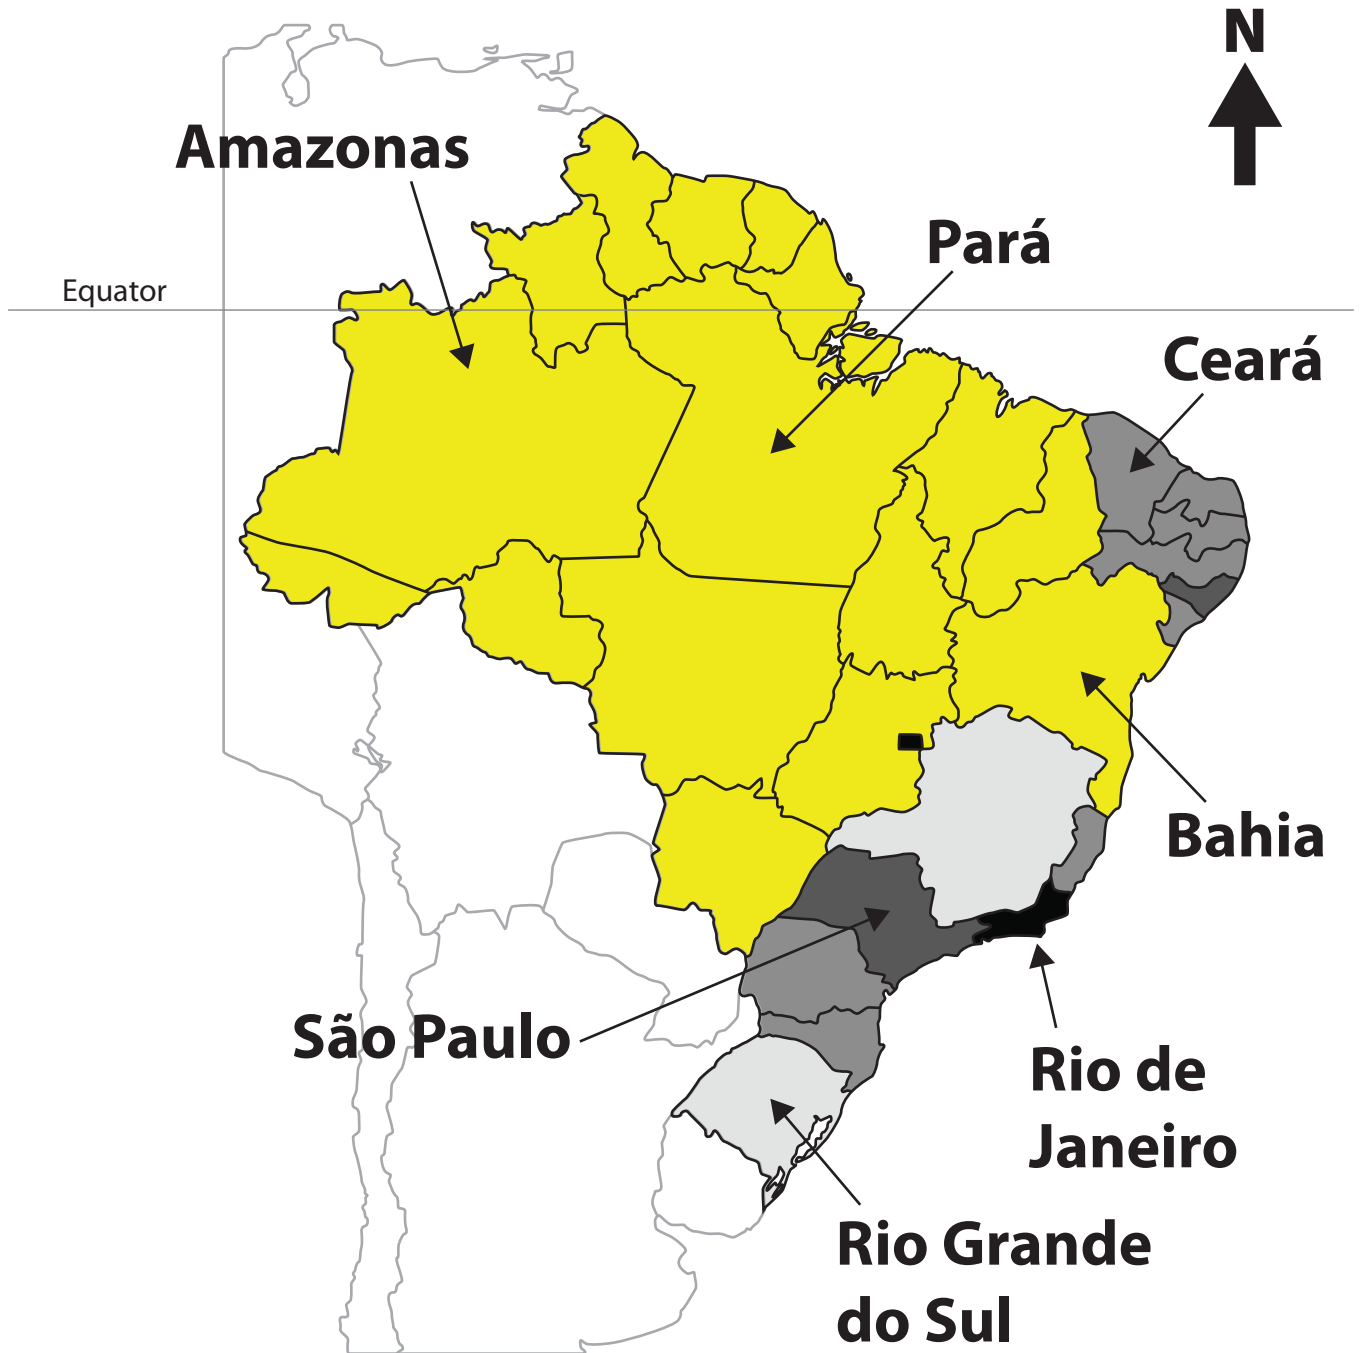 N
Amazonas
Pará
Equator
Ceará
Bahia
São Paulo
Rio de
Janeiro
Rio Grande
do Sul